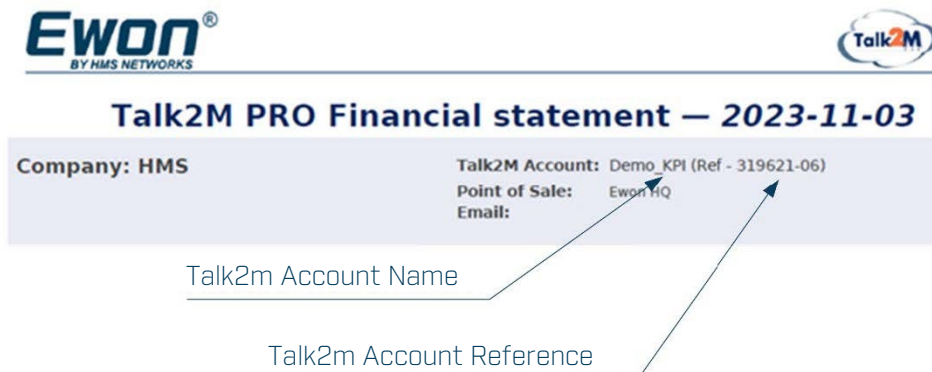 Ewon®
BY HMS NETWORKS
Talk2M
Talk2M PRO Financial statement — 2023-11-03
Company: HMS
Talk2M Account: Demo_KPI (Ref - 319621-06)
Point of Sale: Ewon HQ
Email:
Talk2m Account Name
Talk2m Account Reference